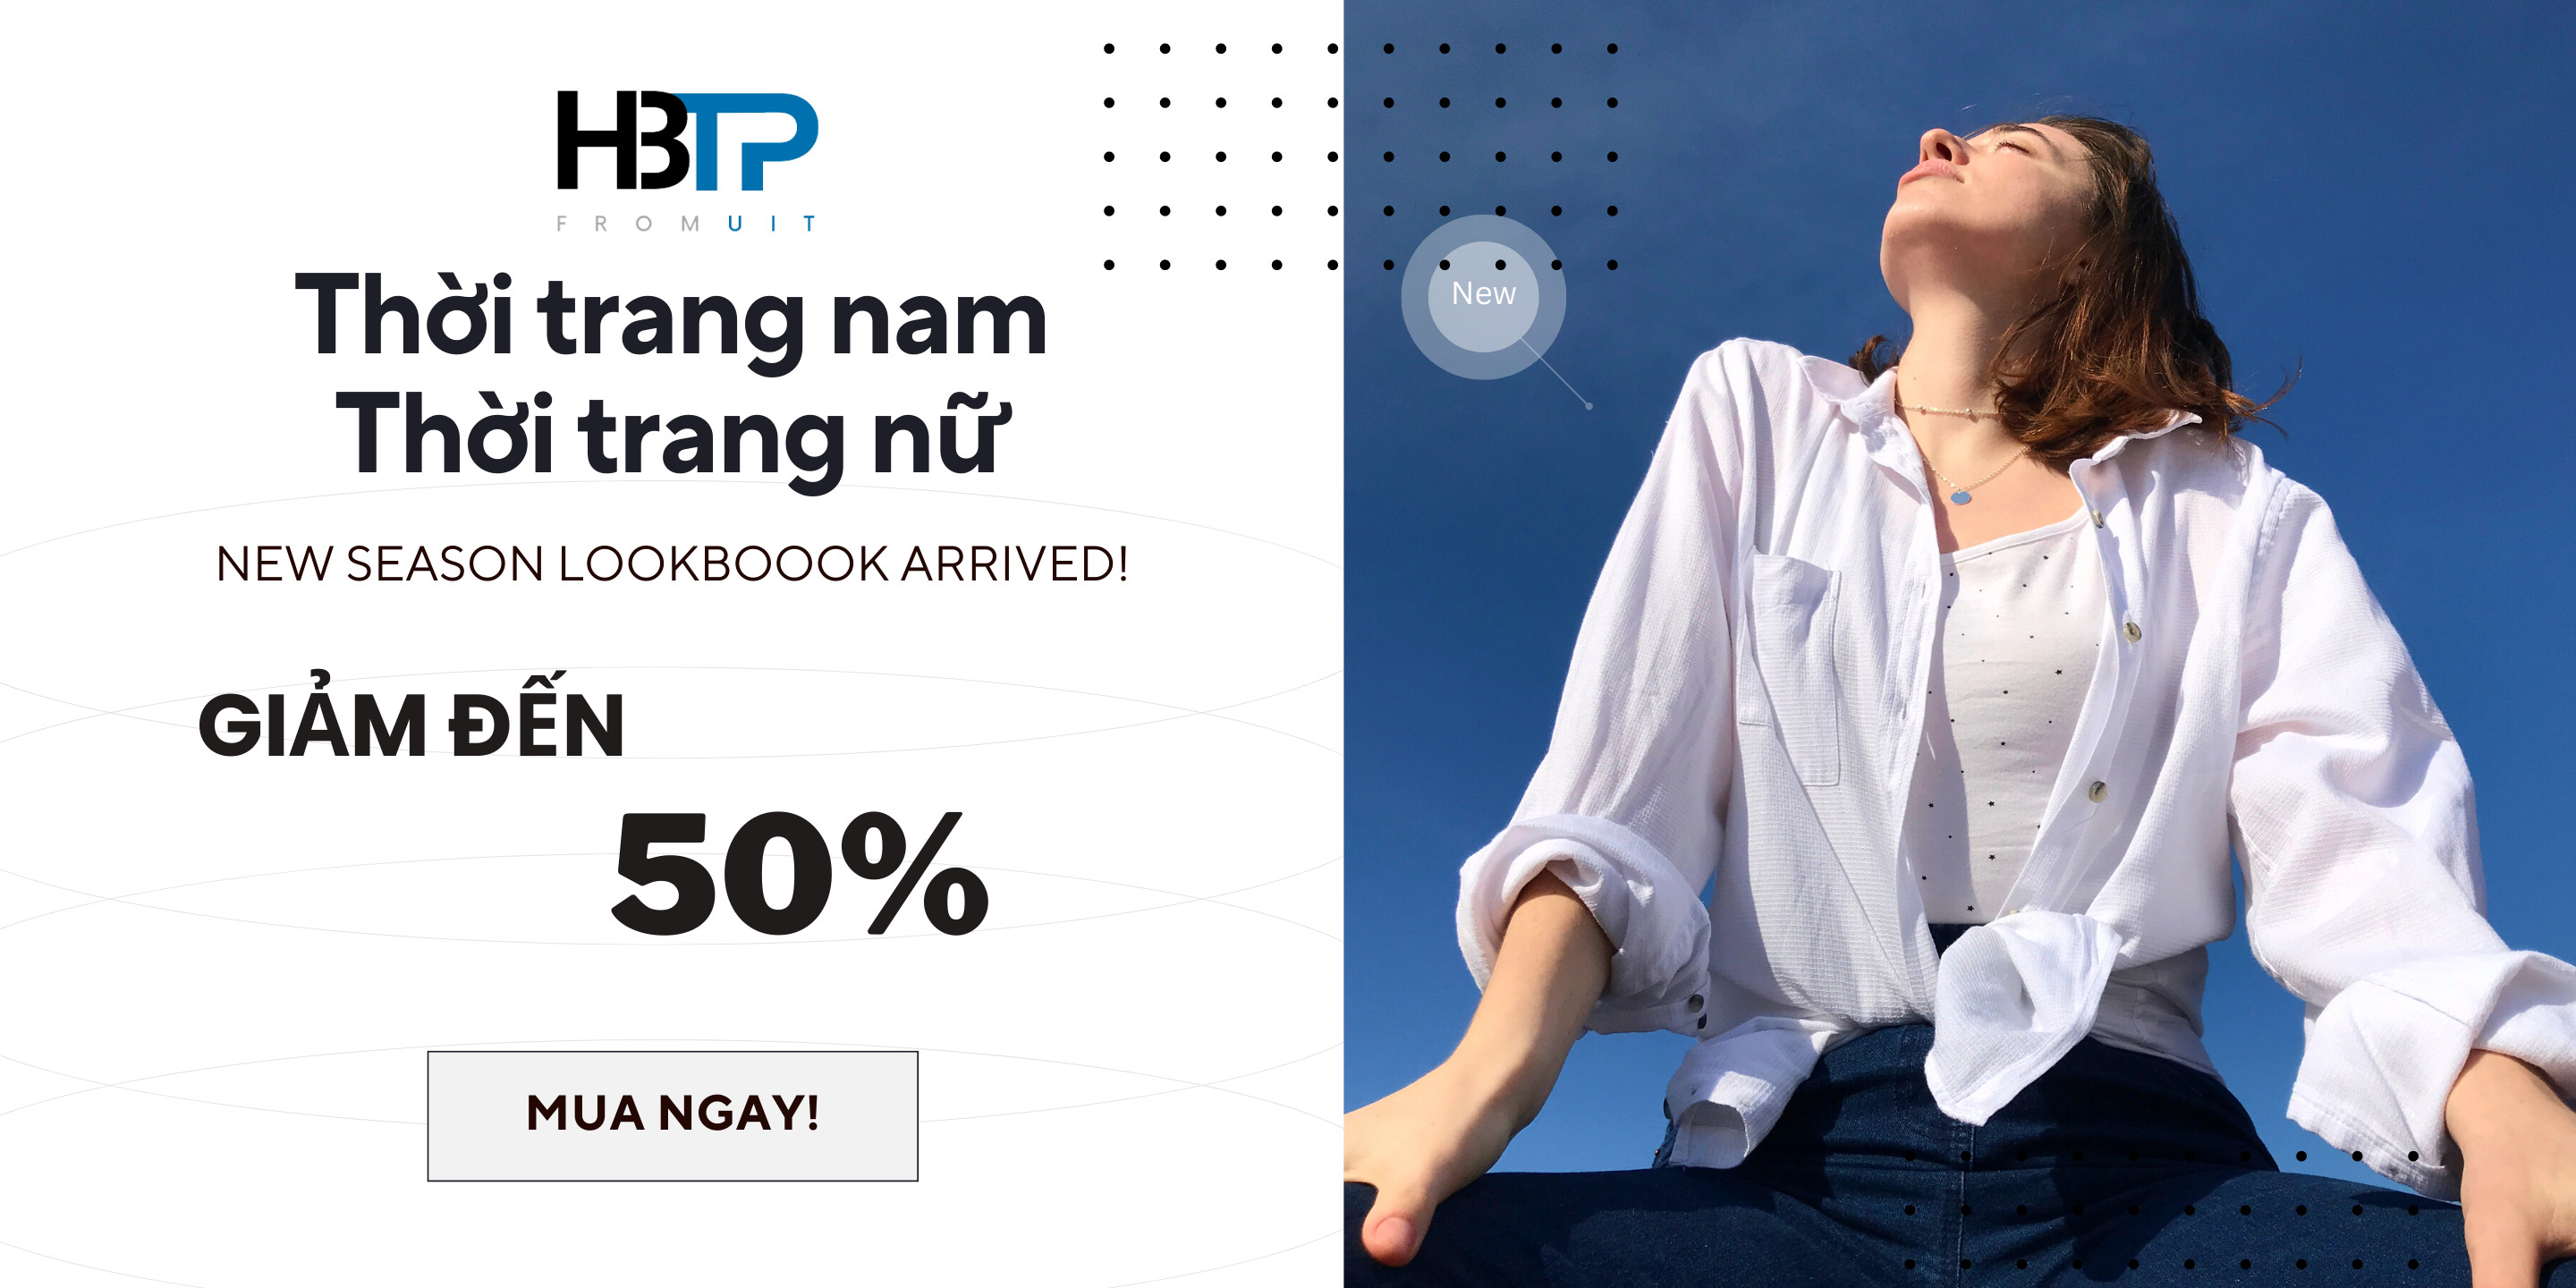 HBTP
FROM UIT
Thời trang nam
Thời trang nữ
NEW SEASON LOOKBOOOK ARRIVED!
GIẢM ĐẾN
50%
MUA NGAY!
New